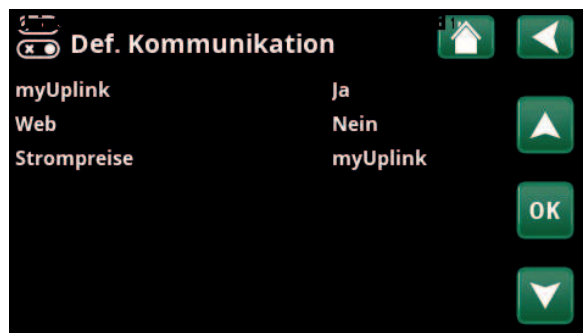 Def. Kommunikation
myUplink Ja
Web Nein
Strompreise myUplink
OK